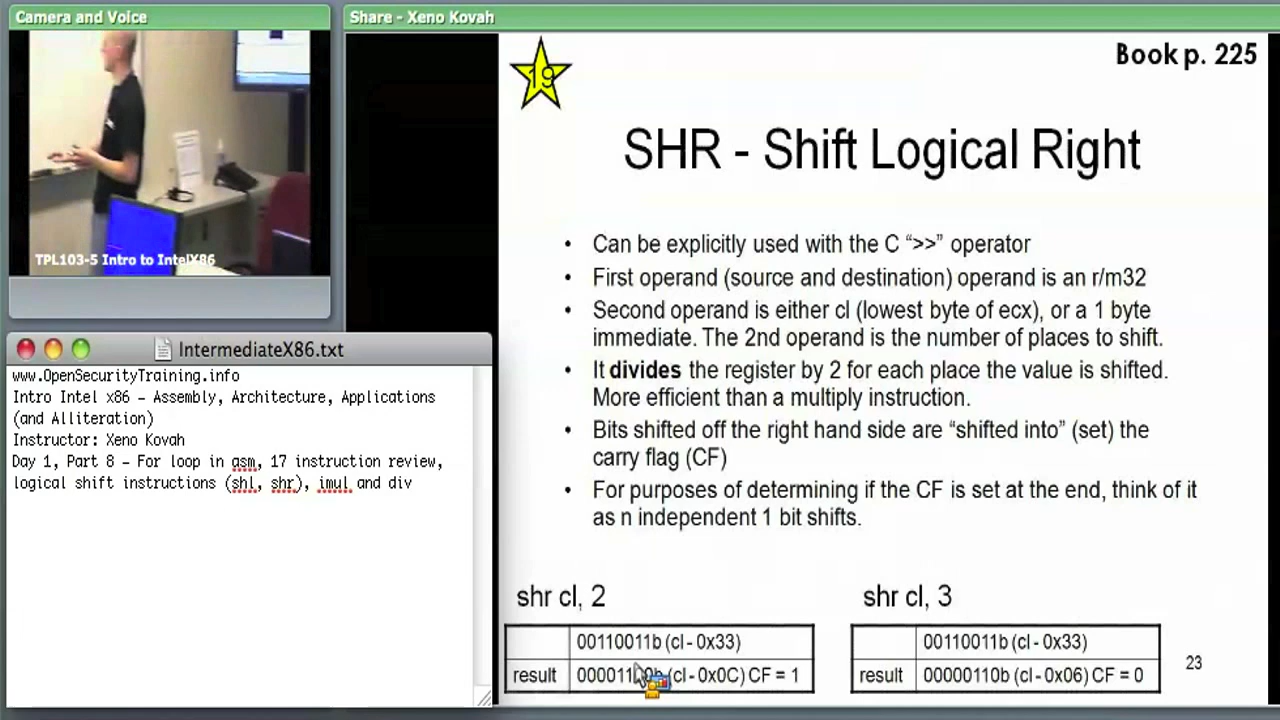 Camera and Voice
TPL103-5 Intro to IntelX86
IntermediateX86.txt
www.OpenSecurityTraining.info
Intro Intel x86 – Assembly, Architecture, Applications
(and Alliteration)
Instructor: Xeno Kovah
Day 1, Part 8 – For loop in asm, 17 instruction review,
logical shift instructions (shl, shr), imul and div
Share - Xeno Kovah
19
Book p. 225
SHR - Shift Logical Right
• Can be explicitly used with the C “>>” operator
• First operand (source and destination) operand is an r/m32
• Second operand is either cl (lowest byte of ecx), or a 1 byte
immediate. The 2nd operand is the number of places to shift.
• It divides the register by 2 for each place the value is shifted.
More efficient than a multiply instruction.
• Bits shifted off the right hand side are “shifted into” (set) the
carry flag (CF)
• For purposes of determining if the CF is set at the end, think of it
as n independent 1 bit shifts.
shr cl, 2
00110011b (cl - 0x33)
result 00001100b (cl - 0x0C) CF = 1
shr cl, 3
00110011b (cl - 0x33)
result 00000110b (cl - 0x06) CF = 0
23